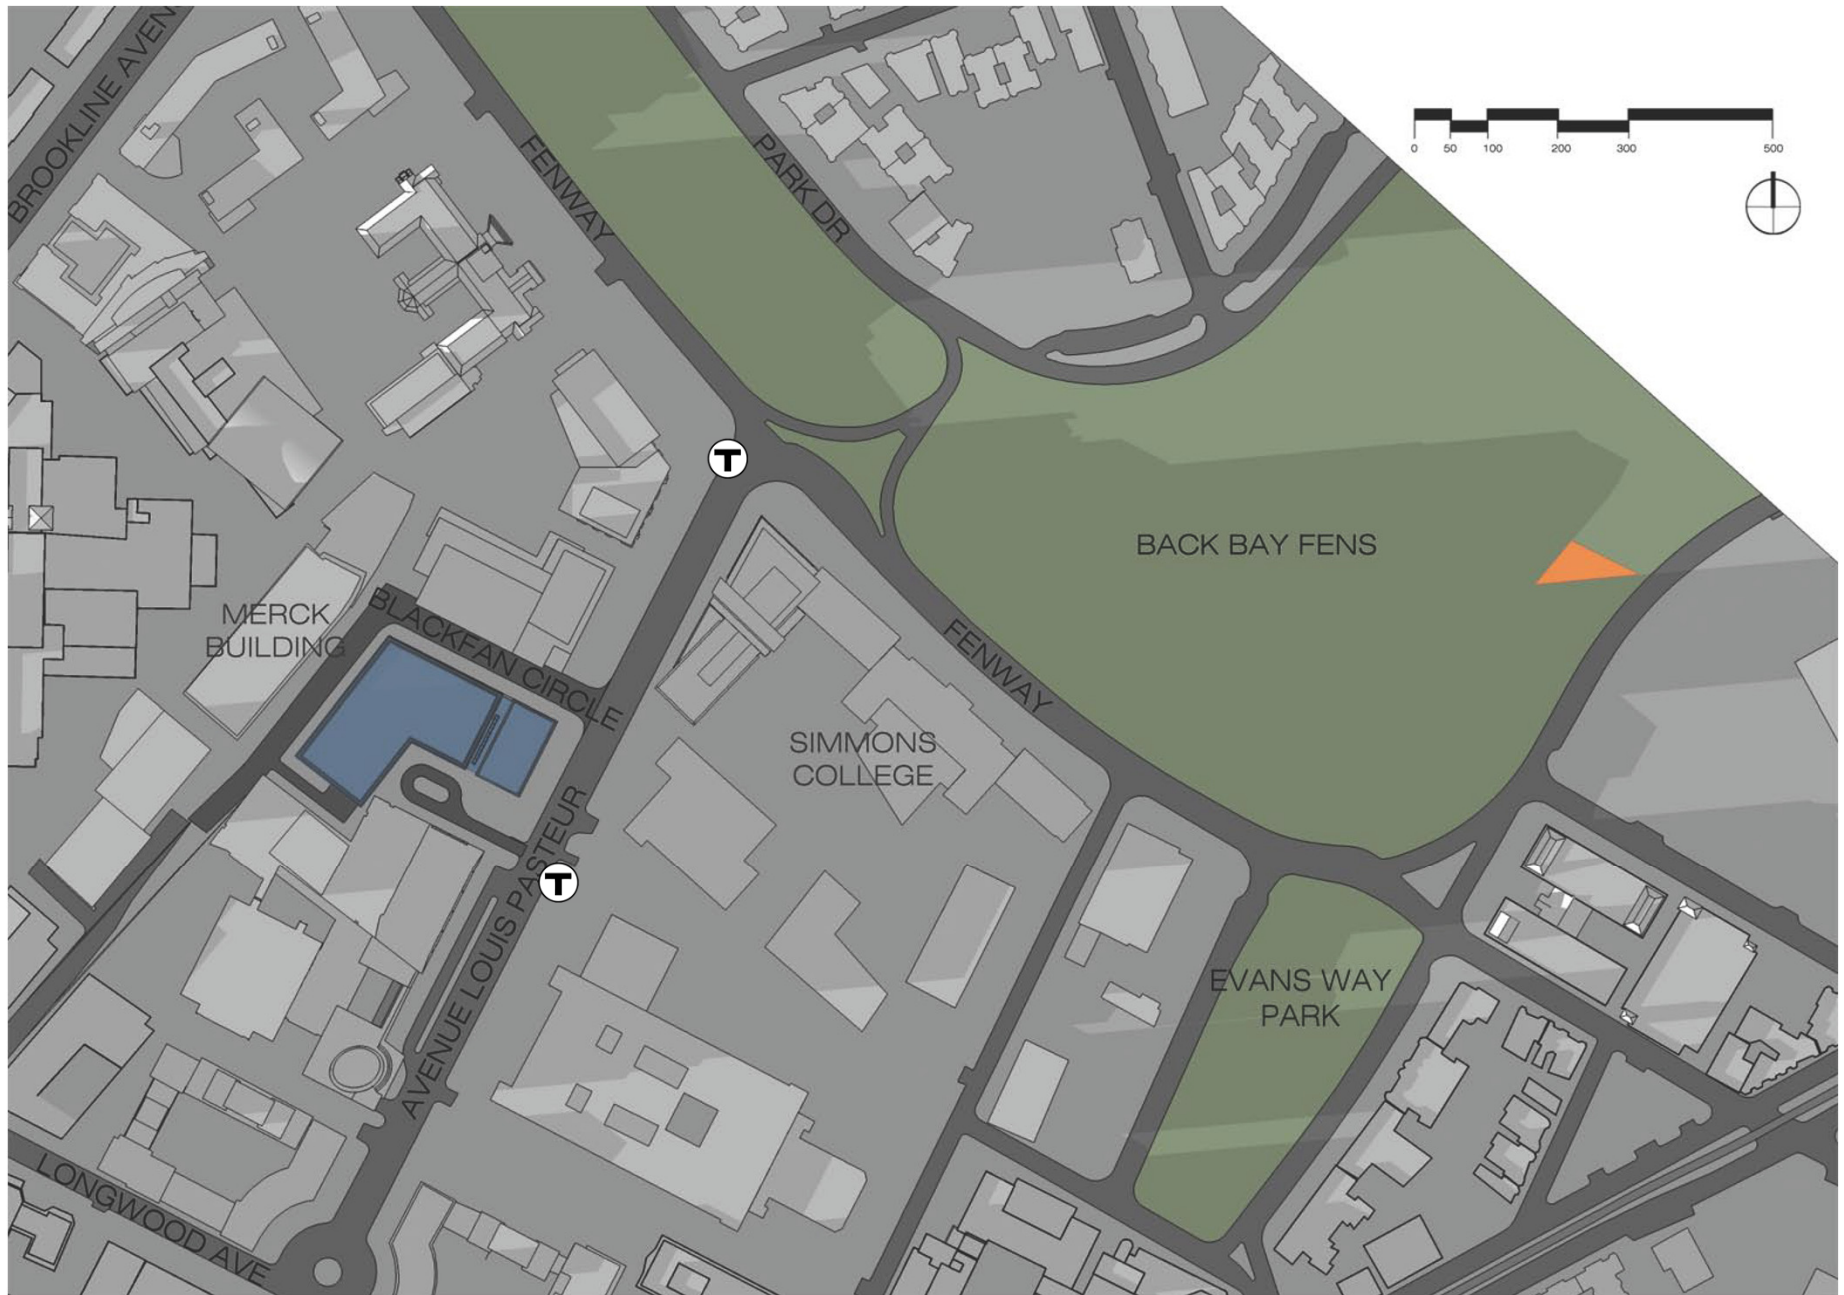 BROOKLINE AVEN
FENWAY
PARK DR
0 50 100 200 300 500
T
BACK BAY FENS
MERCK
BUILDING
BLACKFAN CIRCLE
FENWAY
SIMMONS
COLLEGE
AVENUE LOUIS PASTEUR
T
EVANS WAY
PARK
LONGWOOD AVE